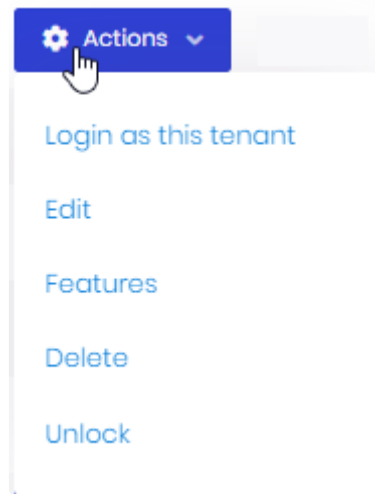 Actions
Login as this tenant
Edit
Features
Delete
Unlock